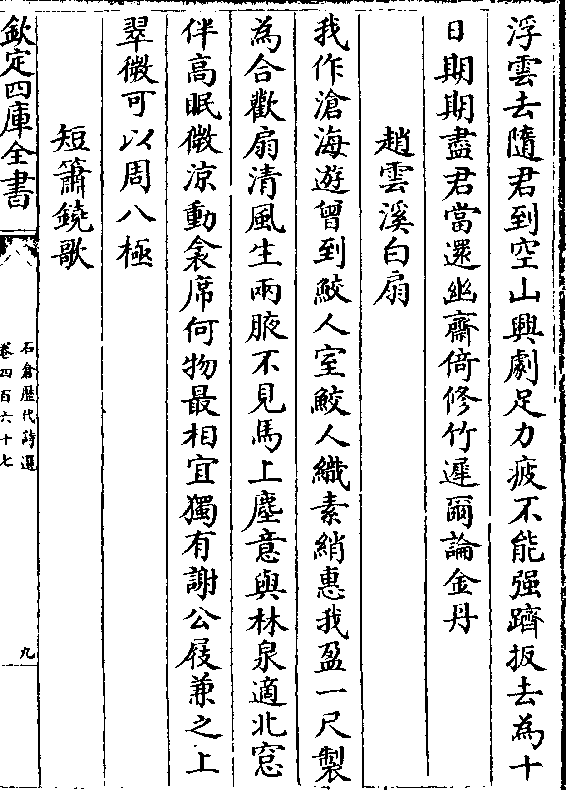 浮雲去隨君到空山興劇足力疲不能强躋扳去為十
日期期盡君當還幽齋倚修竹遲爾論金丹
趙雲溪白扇
我作滄海遊曾到鮫人室鮫人織素綃惠我盈一尺製
為合歡扇清風生兩腋不見馬上塵意與林泉適北窓
伴高眠微涼動衾席何物最相宜獨有謝公屐兼之上
翠微可以周八極
短簫鐃歌
欽定四庫全書
石倉歷代詩選
卷四百六十七
九